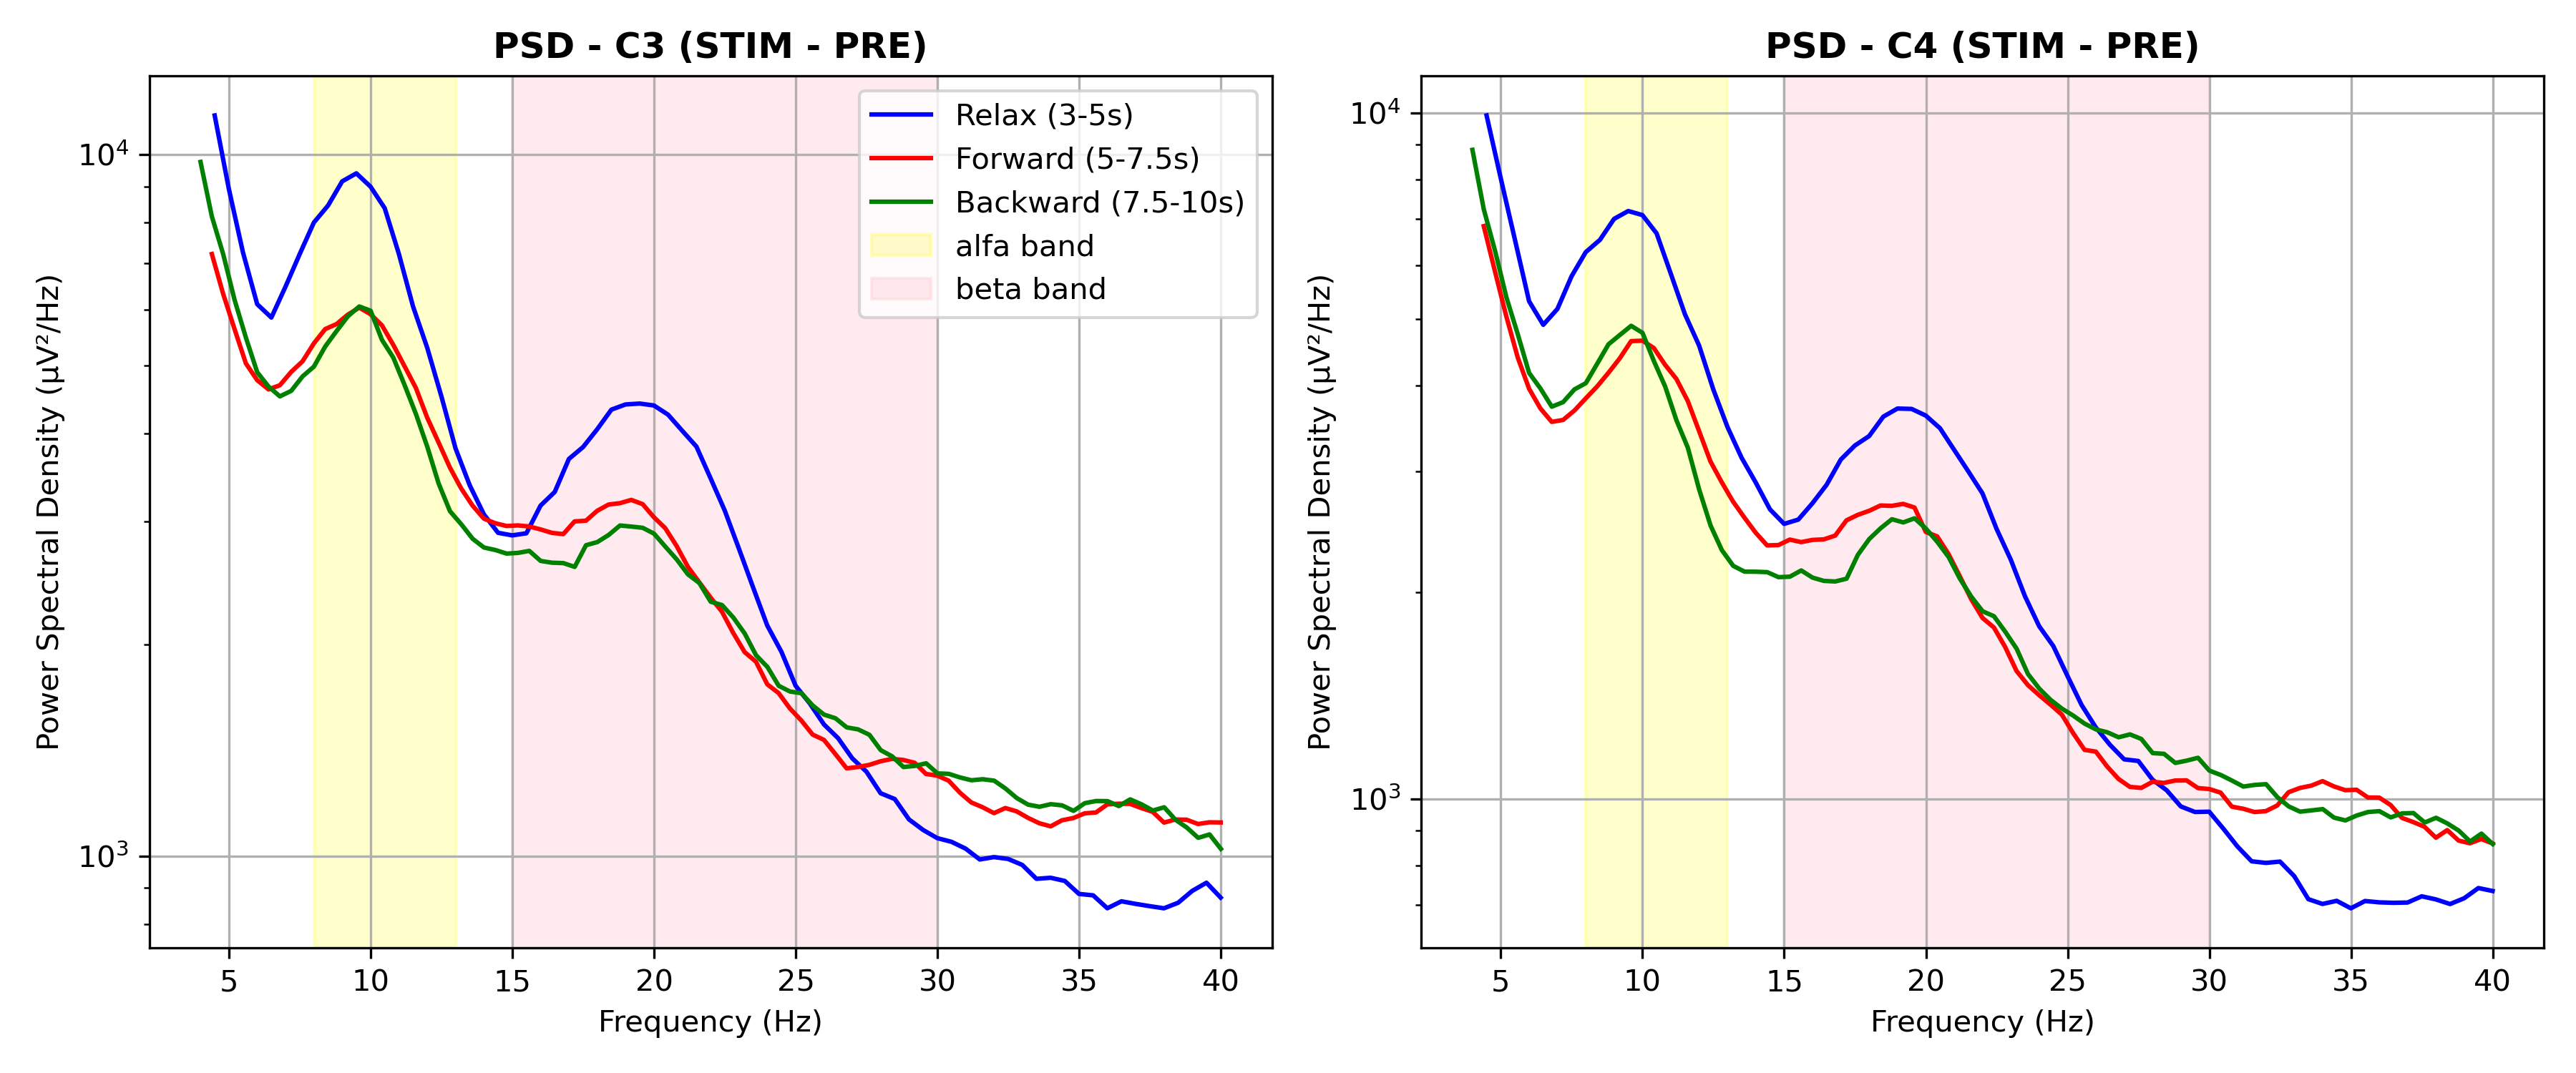 PSD - C3 (STIM - PRE)
Power Spectral Density (µV²/Hz)
10⁴
10³
5 10 15 20 25 30 35 40
Frequency (Hz)
Relax (3-5s)
Forward (5-7.5s)
Backward (7.5-10s)
alfa band
beta band
PSD - C4 (STIM - PRE)
Power Spectral Density (µV²/Hz)
10⁴
10³
5 10 15 20 25 30 35 40
Frequency (Hz)